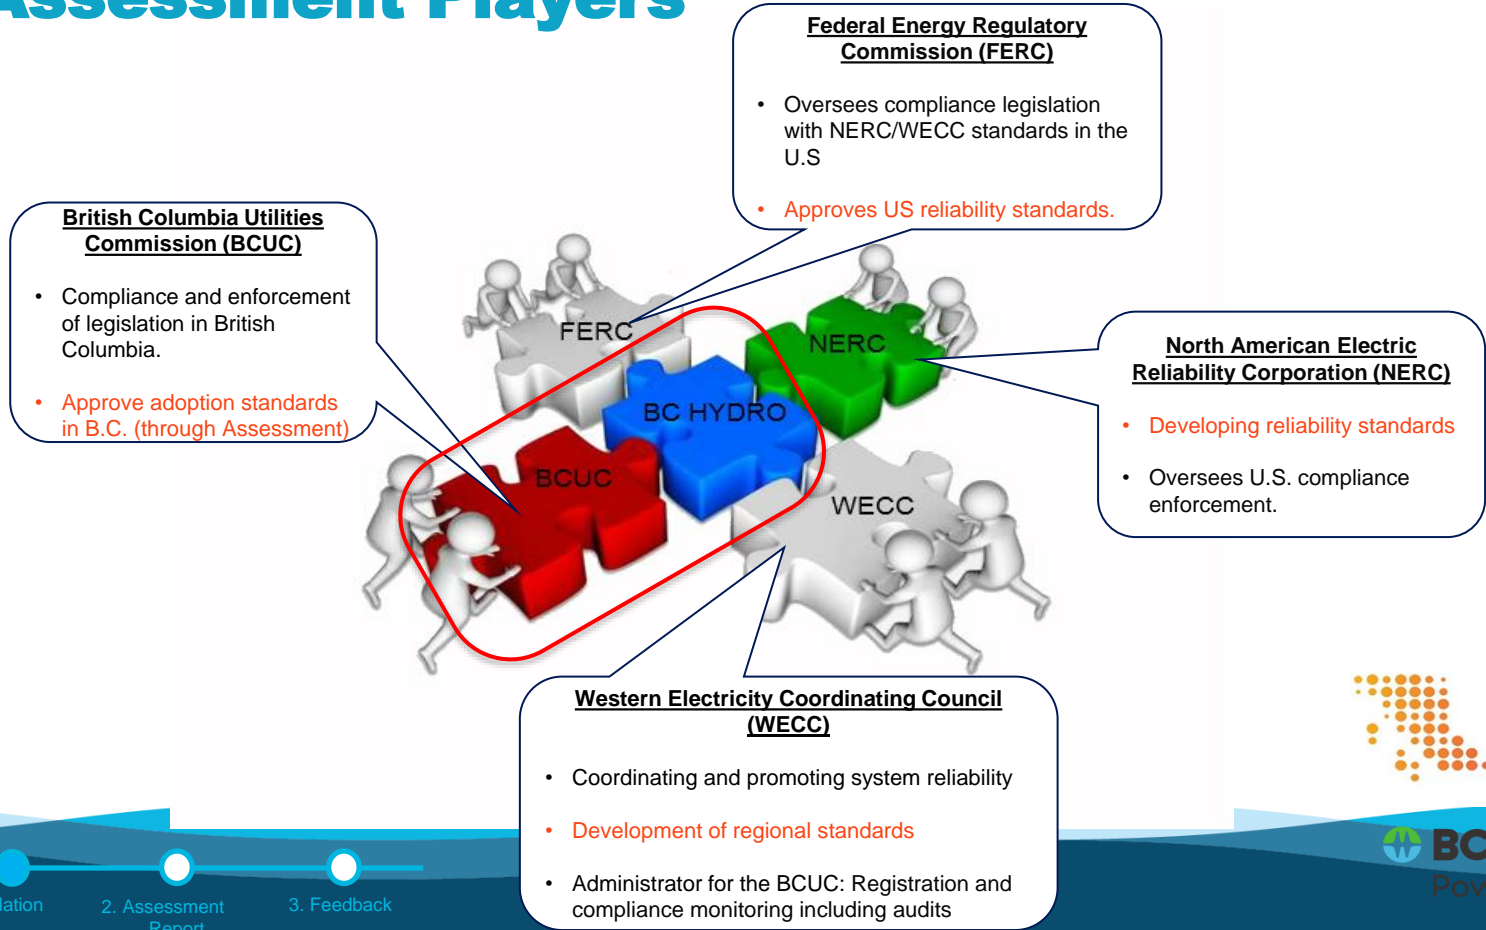 Assessment Players
Federal Energy Regulatory
Commission (FERC)
• Oversees compliance legislation
with NERC/WECC standards in the
U.S
• Approves US reliability standards.
British Columbia Utilities
Commission (BCUC)
• Compliance and enforcement
of legislation in British
Columbia.
• Approve adoption standards
in B.C. (through Assessment)
FERC
NERC
BC HYDRO
BCUC
WECC
North American Electric
Reliability Corporation (NERC)
• Developing reliability standards
• Oversees U.S. compliance
enforcement.
Western Electricity Coordinating Council
(WECC)
• Coordinating and promoting system reliability
• Development of regional standards
• Administrator for the BCUC: Registration and
compliance monitoring including audits
2. Assessment
Report
3. Feedback
BC